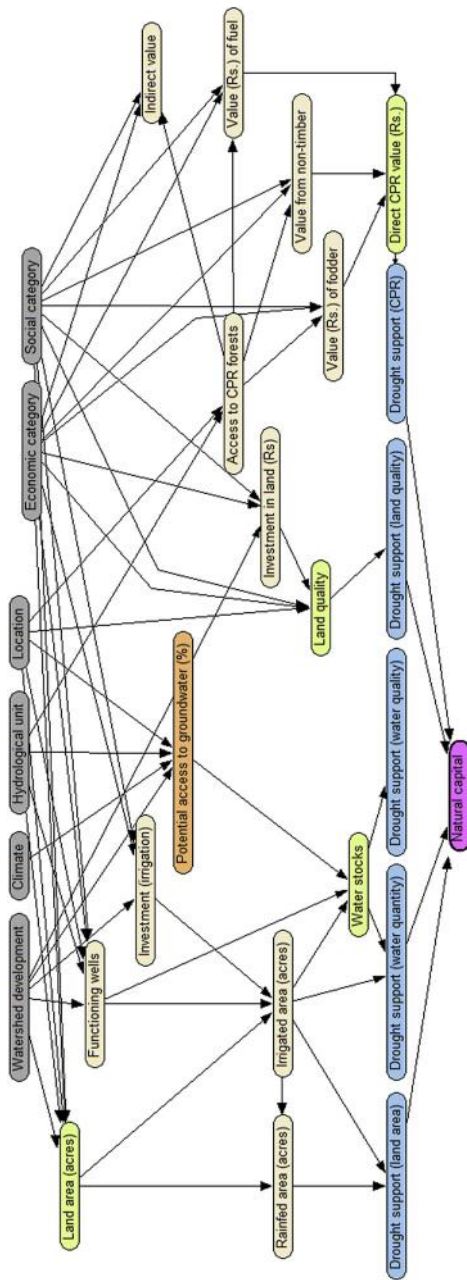 Watershed development
Climate
Hydrological unit
Location
Economic category
Social category
Land area (acres)
Functioning wells
Investment (irrigation)
Potential access to groundwater (%)
Investment in land (Rs)
Access to CPR forests
Indirect value
Value (Rs.) of fuel
Value from non-timber
Value (Rs.) of fodder
Rainfed area (acres)
Irrigated area (acres)
Water stocks
Land quality
Direct CPR value (Rs.)
Drought support (land area)
Drought support (water quantity)
Drought support (water quality)
Drought support (land quality)
Drought support (CPR)
Natural capital